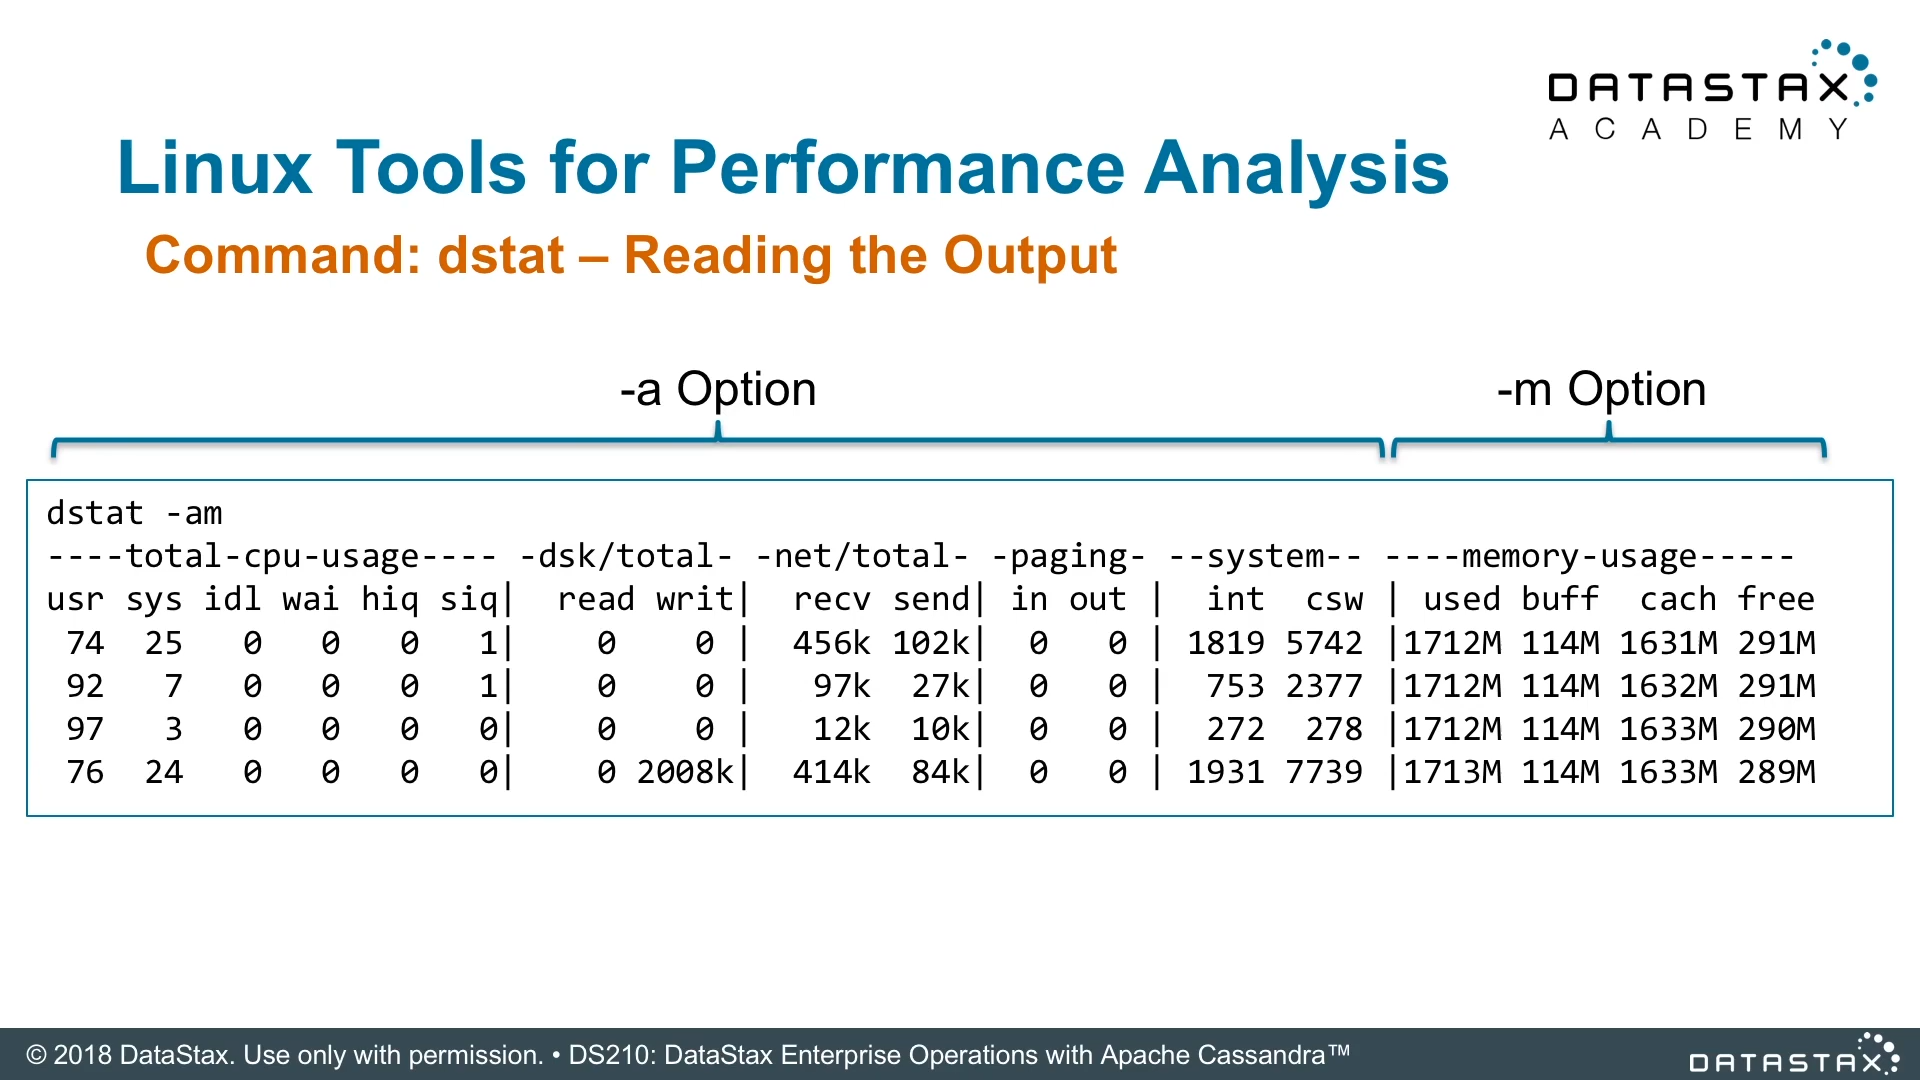 DATASTAX
ACADEMY
Linux Tools for Performance Analysis
Command: dstat – Reading the Output
-a Option -m Option
dstat -am
----total-cpu-usage---- -dsk/total- -net/total- -paging- --system-- ----memory-usage-----
usr sys idl wai hiq siq|  read writ|  recv send| in out |  int  csw | used buff  cach free
 74  25   0   0   0   1|    0    0 |  456k 102k|  0   0 | 1819 5742 |1712M 114M 1631M 291M
 92   7   0   0   0   1|    0    0 |   97k  27k|  0   0 |  753 2377 |1712M 114M 1632M 291M
 97   3   0   0   0   0|    0    0 |   12k  10k|  0   0 |  272  278 |1712M 114M 1633M 290M
 76  24   0   0   0   0|    0 2008k|  414k  84k|  0   0 | 1931 7739 |1713M 114M 1633M 289M
© 2018 DataStax. Use only with permission. • DS210: DataStax Enterprise Operations with Apache Cassandra™
DATASTAX